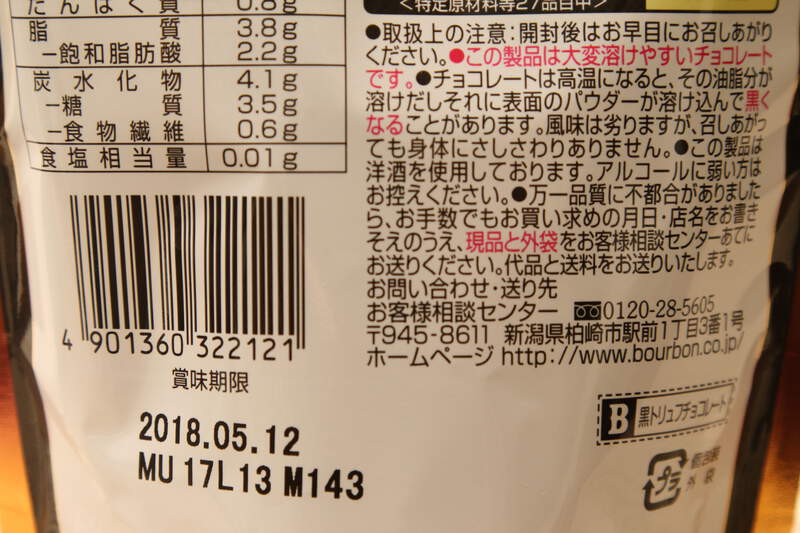 たんぱく質 0.8g
脂質 3.8g
−飽和脂肪酸 2.2g
炭水化物 4.1g
−糖質 3.5g
−食物繊維 0.6g
食塩相当量 0.01g
4 901360 322121
賞味期限
2018.05.12
MU 17L13 M143
<特定原材料等27品目中>
●取扱上の注意:開封後はお早目にお召しあがり
ください。●この製品は大変溶けやすいチョコレート
です。●チョコレートは高温になると、その油脂分が
溶けだしそれに表面のパウダーが溶け込んで黒く
なることがあります。風味は劣りますが、召しあがっ
ても身体にさしさわりありません。●この製品は
洋酒を使用しております。アルコールに弱い方は
お控えください。●万一品質に不都合がありました
ら、お手数でもお買い求めの月日・店名をお書き
そえのうえ、現品と外袋をお客様相談センターあてに
お送りください。代品と送料をお送りいたします。
お問い合わせ・送り先
お客様相談センター 0120-28-5605
〒945-8611 新潟県柏崎市駅前1丁目3番1号
ホームページ http://www.bourbon.co.jp/
B 黒トリュフチョコレート
プラ
個包装
外袋